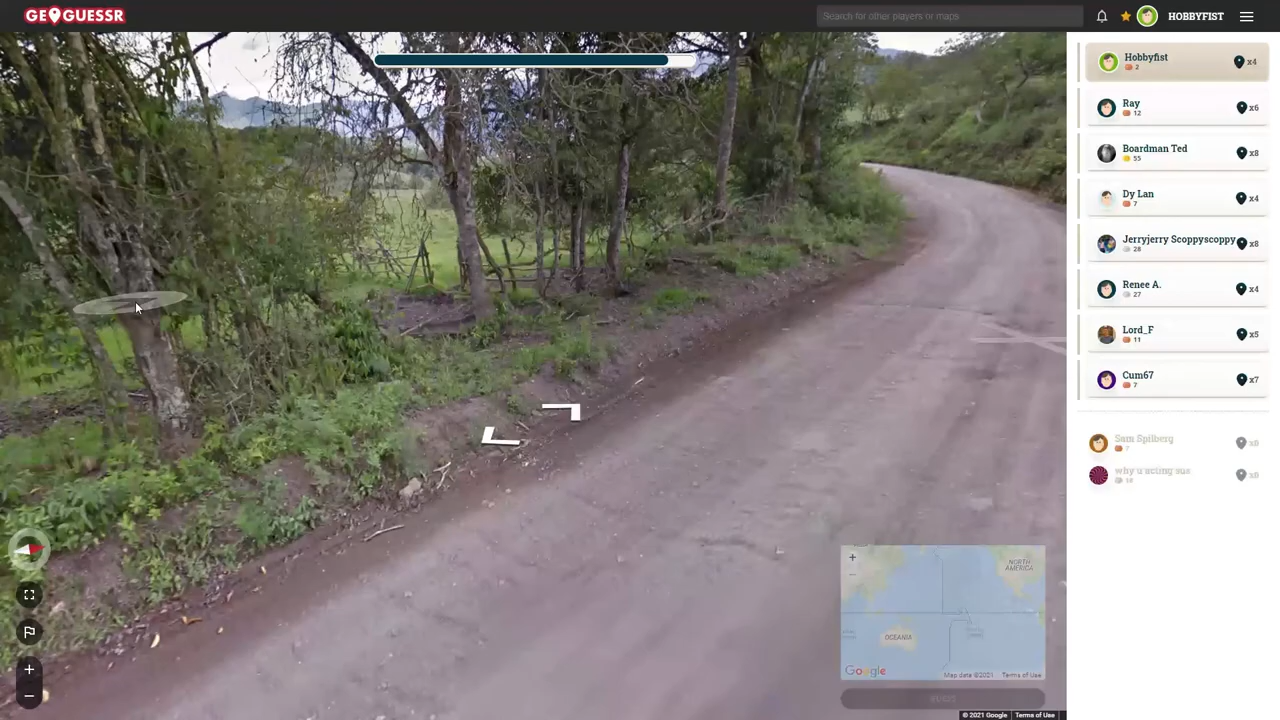 GEOGUESSR
Search for other players or maps
HOBBYFIST
Hobbyfist
2
x4
Ray
12
x6
Boardman Ted
55
x8
Dy Lan
7
x4
Jerryjerry Scoppyscoppy
28
x8
Renee A.
27
x4
Lord_F
11
x5
Cum67
7
x7
Sam Spilberg
7
x0
why u acting sus
x0
+
−
NORTH
AMERICA
OCEANIA
Google
Map data ©2021 Terms of Use
+
−
© 2021 Google Terms of Use